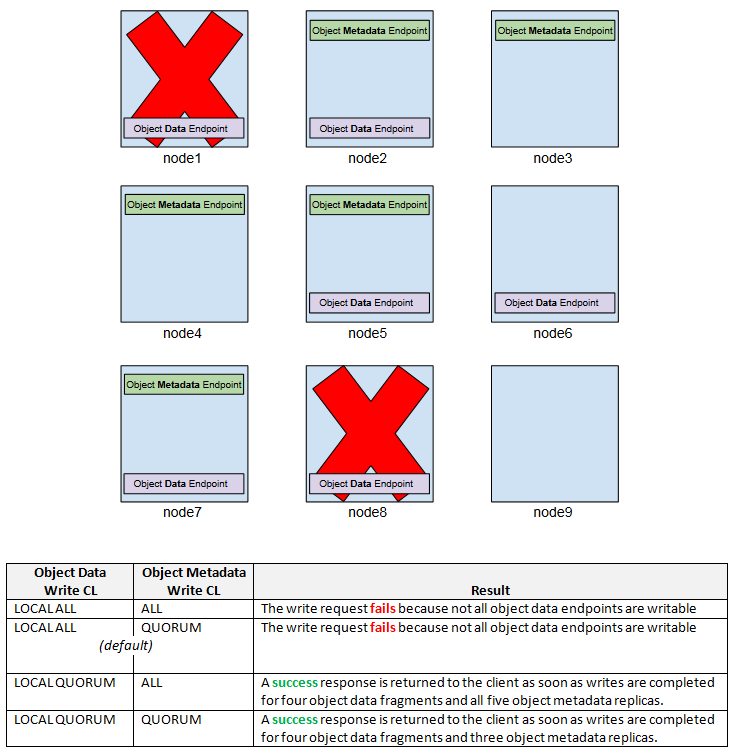 Object Metadata Endpoint
Object Metadata Endpoint
Object Data Endpoint
Object Data Endpoint
node1
node2
node3
Object Metadata Endpoint
Object Metadata Endpoint
Object Data Endpoint
Object Data Endpoint
node4
node5
node6
Object Metadata Endpoint
Object Data Endpoint
Object Data Endpoint
node7
node8
node9
Object Data
Write CL
Object Metadata
Write CL
Result
LOCAL ALL
ALL
The write request fails because not all object data endpoints are writable
LOCAL ALL
QUORUM
(default)
The write request fails because not all object data endpoints are writable
LOCAL QUORUM
ALL
A success response is returned to the client as soon as writes are completed
for four object data fragments and all five object metadata replicas.
LOCAL QUORUM
QUORUM
A success response is returned to the client as soon as writes are completed
for four object data fragments and three object metadata replicas.